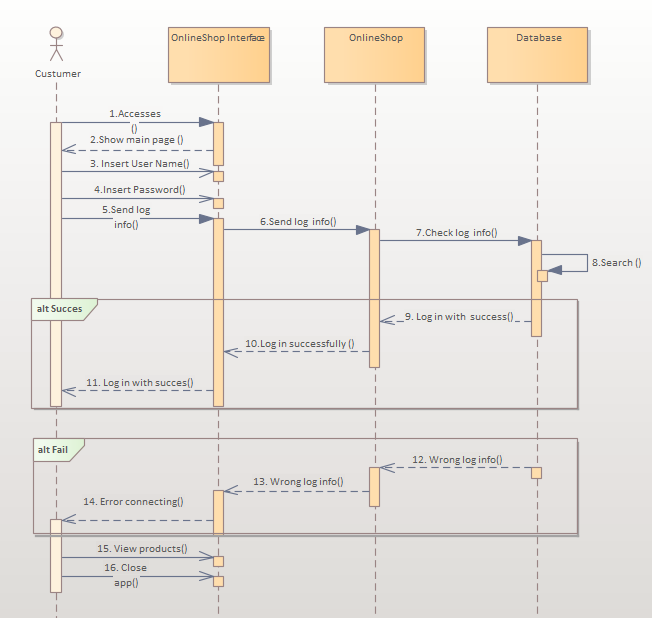 OnlineShop Interface
OnlineShop
Database
Custumer
1.Accesses
()
2.Show main page ()
3. Insert User Name()
4.Insert Password()
5.Send log
info()
6.Send log info()
7.Check log info()
8.Search ()
alt Succes
9. Log in with success()
10.Log in successfully ()
11. Log in with succes()
alt Fail
12. Wrong log info()
13. Wrong log info()
14. Error connecting()
15. View products()
16. Close
app()